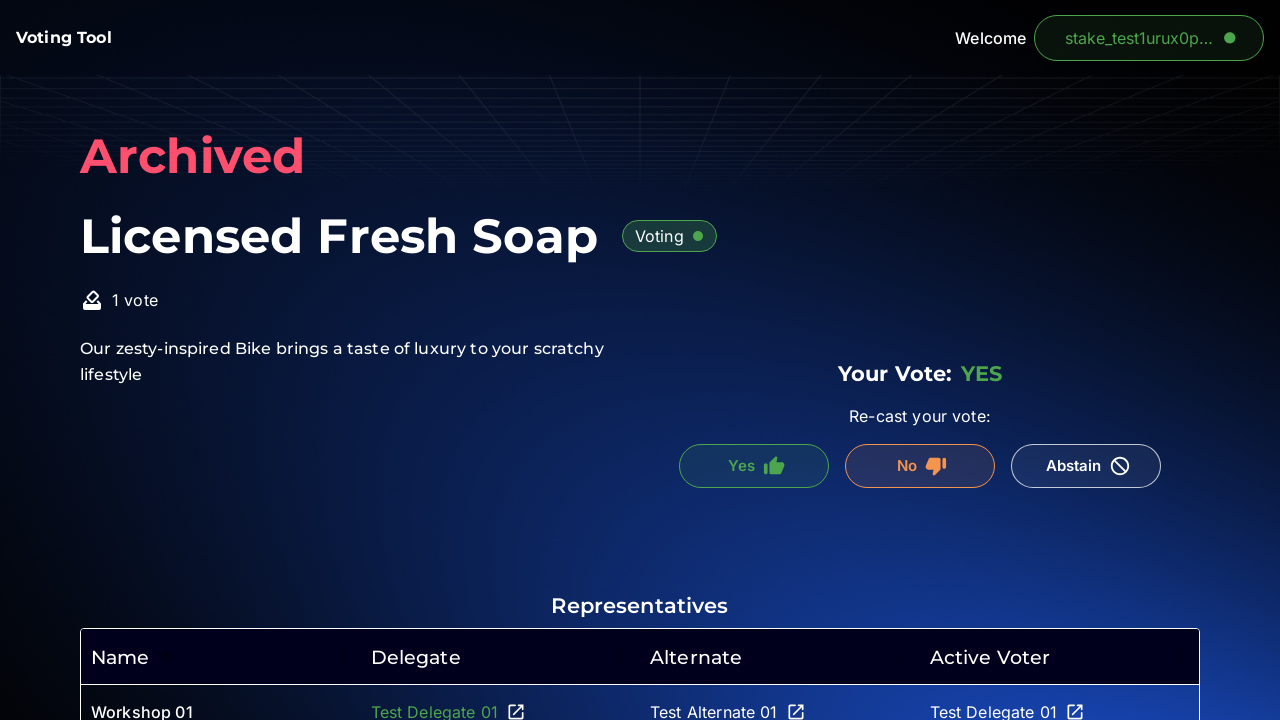 Voting Tool
Welcome stake_test1urux0p...
Archived
Licensed Fresh Soap Voting
1 vote
Our zesty-inspired Bike brings a taste of luxury to your scratchy
lifestyle
Your Vote: YES
Re-cast your vote:
Yes No Abstain
Representatives
Name Delegate Alternate Active Voter
Workshop 01 Test Delegate 01 Test Alternate 01 Test Delegate 01